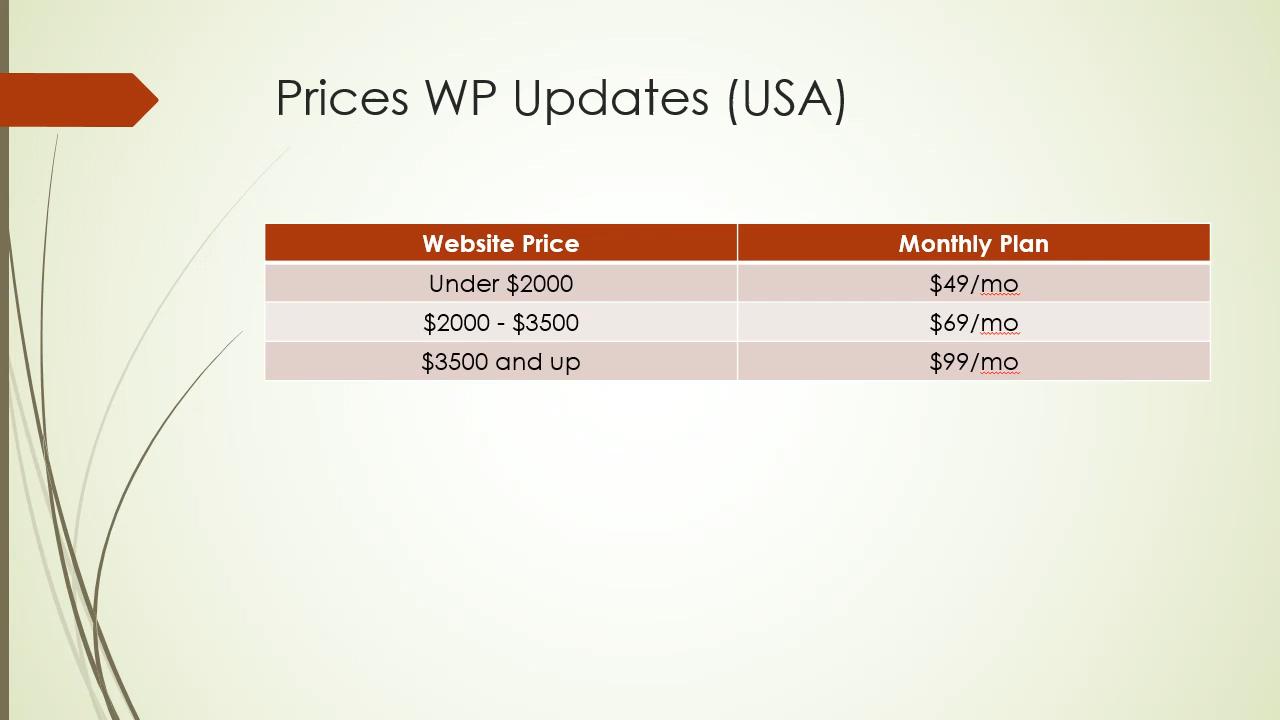 Prices WP Updates (USA)
Website Price Monthly Plan
Under $2000 $49/mo
$2000 - $3500 $69/mo
$3500 and up $99/mo